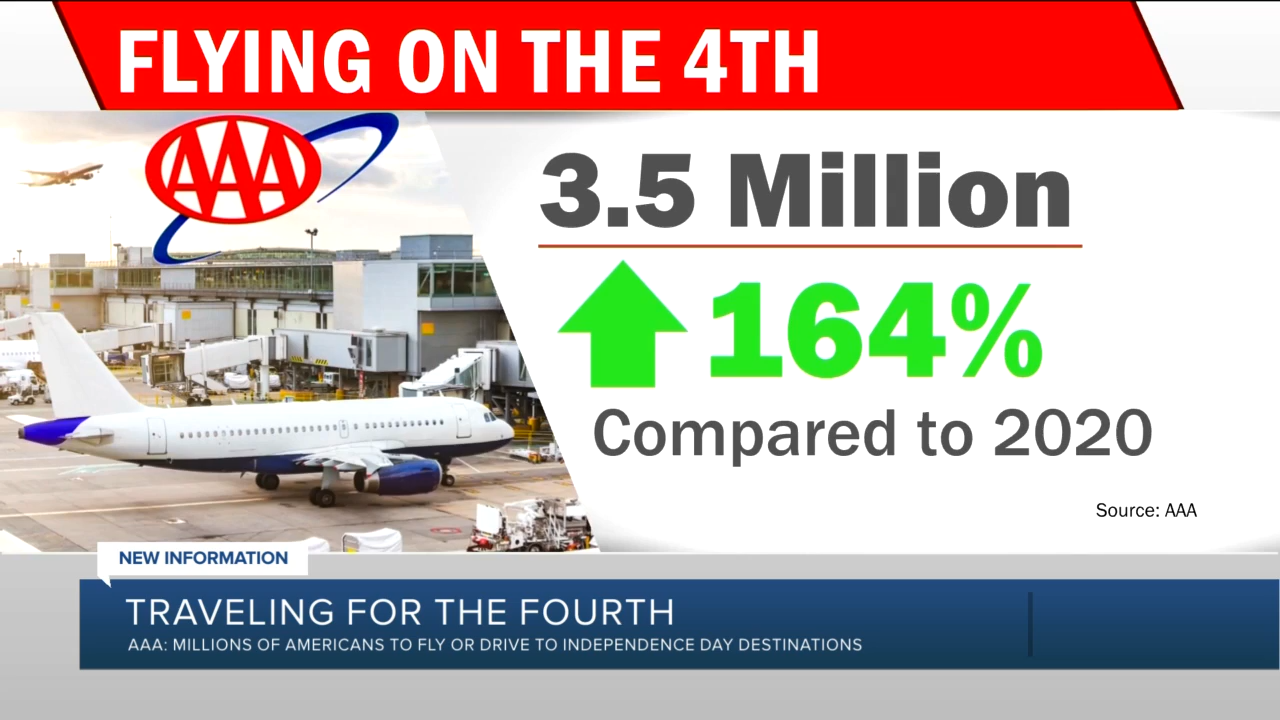 FLYING ON THE 4TH
AAA
3.5 Million
164%
Compared to 2020
Source: AAA
NEW INFORMATION
TRAVELING FOR THE FOURTH
AAA: MILLIONS OF AMERICANS TO FLY OR DRIVE TO INDEPENDENCE DAY DESTINATIONS